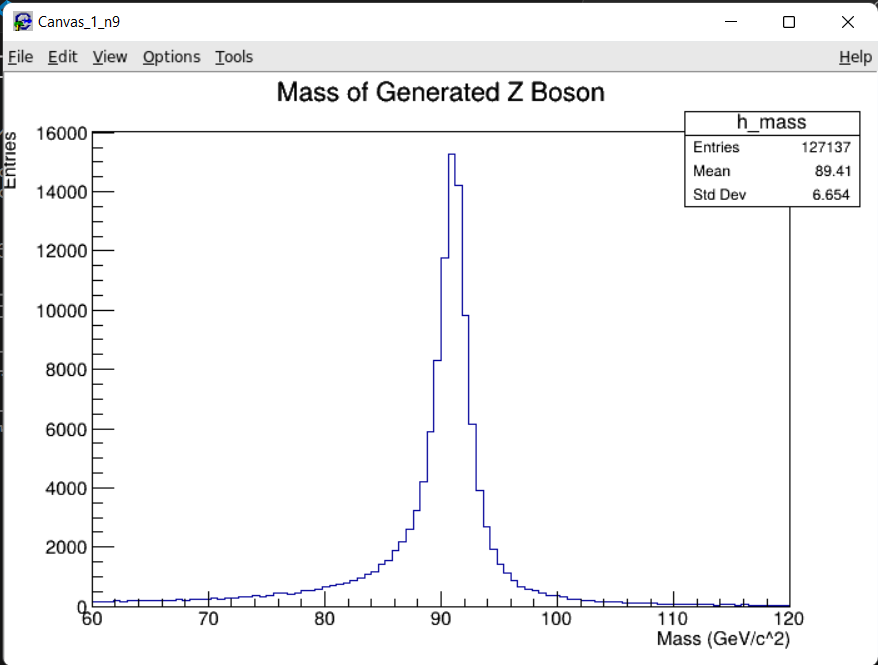 Canvas_1_n9
File Edit View Options Tools Help
Mass of Generated Z Boson
h_mass
Entries 127137
Mean 89.41
Std Dev 6.654
Entries
16000
14000
12000
10000
8000
6000
4000
2000
0
60 70 80 90 100 110 120
Mass (GeV/c^2)